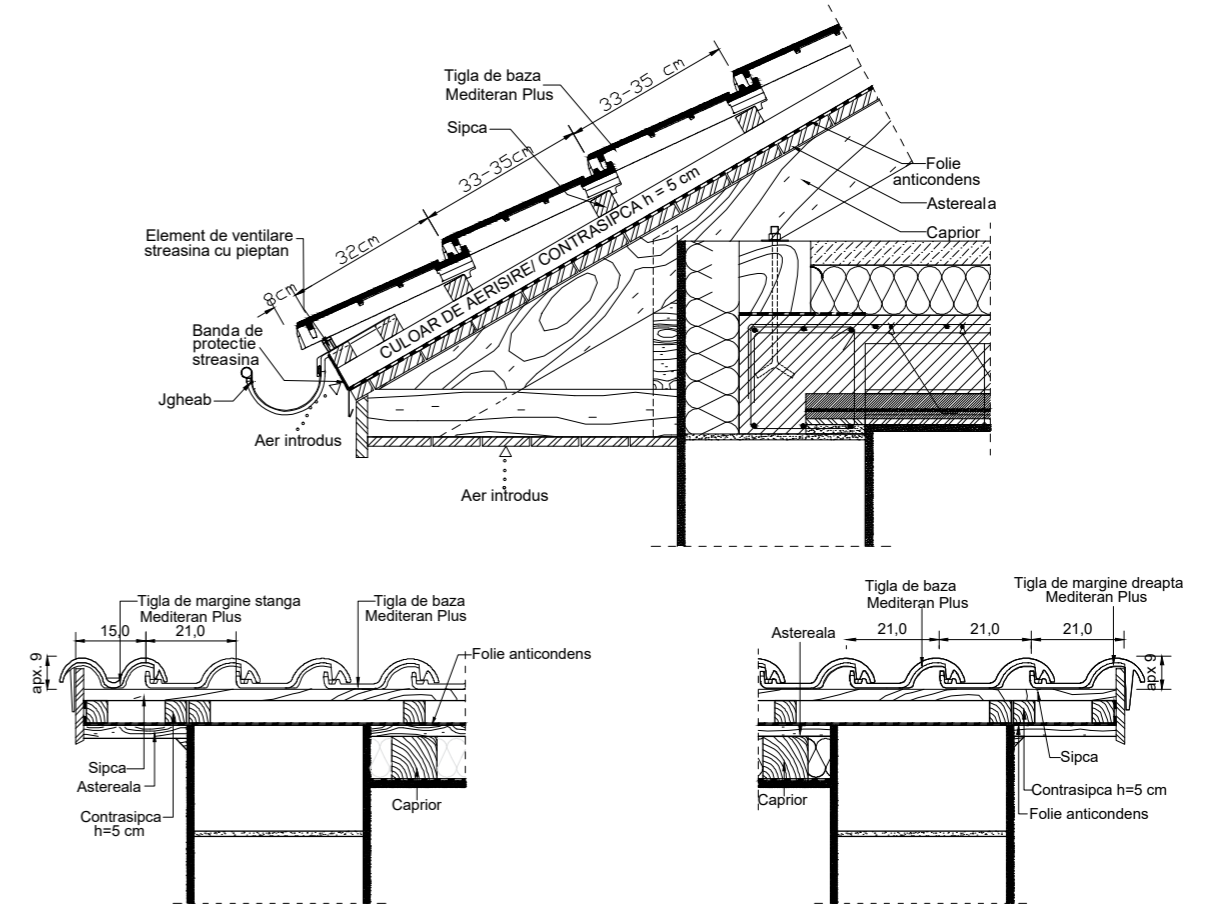 Tigla de baza
Mediteran Plus
33-35 cm
Sipca
33-35cm
Folie
anticondens
Astereala
Caprior
Element de ventilare
streasina cu pieptan
32cm
CULOAR DE AERISIRE/ CONTRASIPCA h = 5 cm
8cm
Banda de
protectie
streasina
Jgheab
Aer introdus
Aer introdus
Tigla de margine stanga
Mediteran Plus
Tigla de baza
Mediteran Plus
15,0
21,0
apx. 9
Folie anticondens
Sipca
Astereala
Contrasipca
h=5 cm
Caprior
Tigla de baza
Mediteran Plus
Tigla de margine dreapta
Mediteran Plus
Astereala
21,0
21,0
21,0
apx 9
Sipca
Contrasipca h=5 cm
Caprior
Folie anticondens